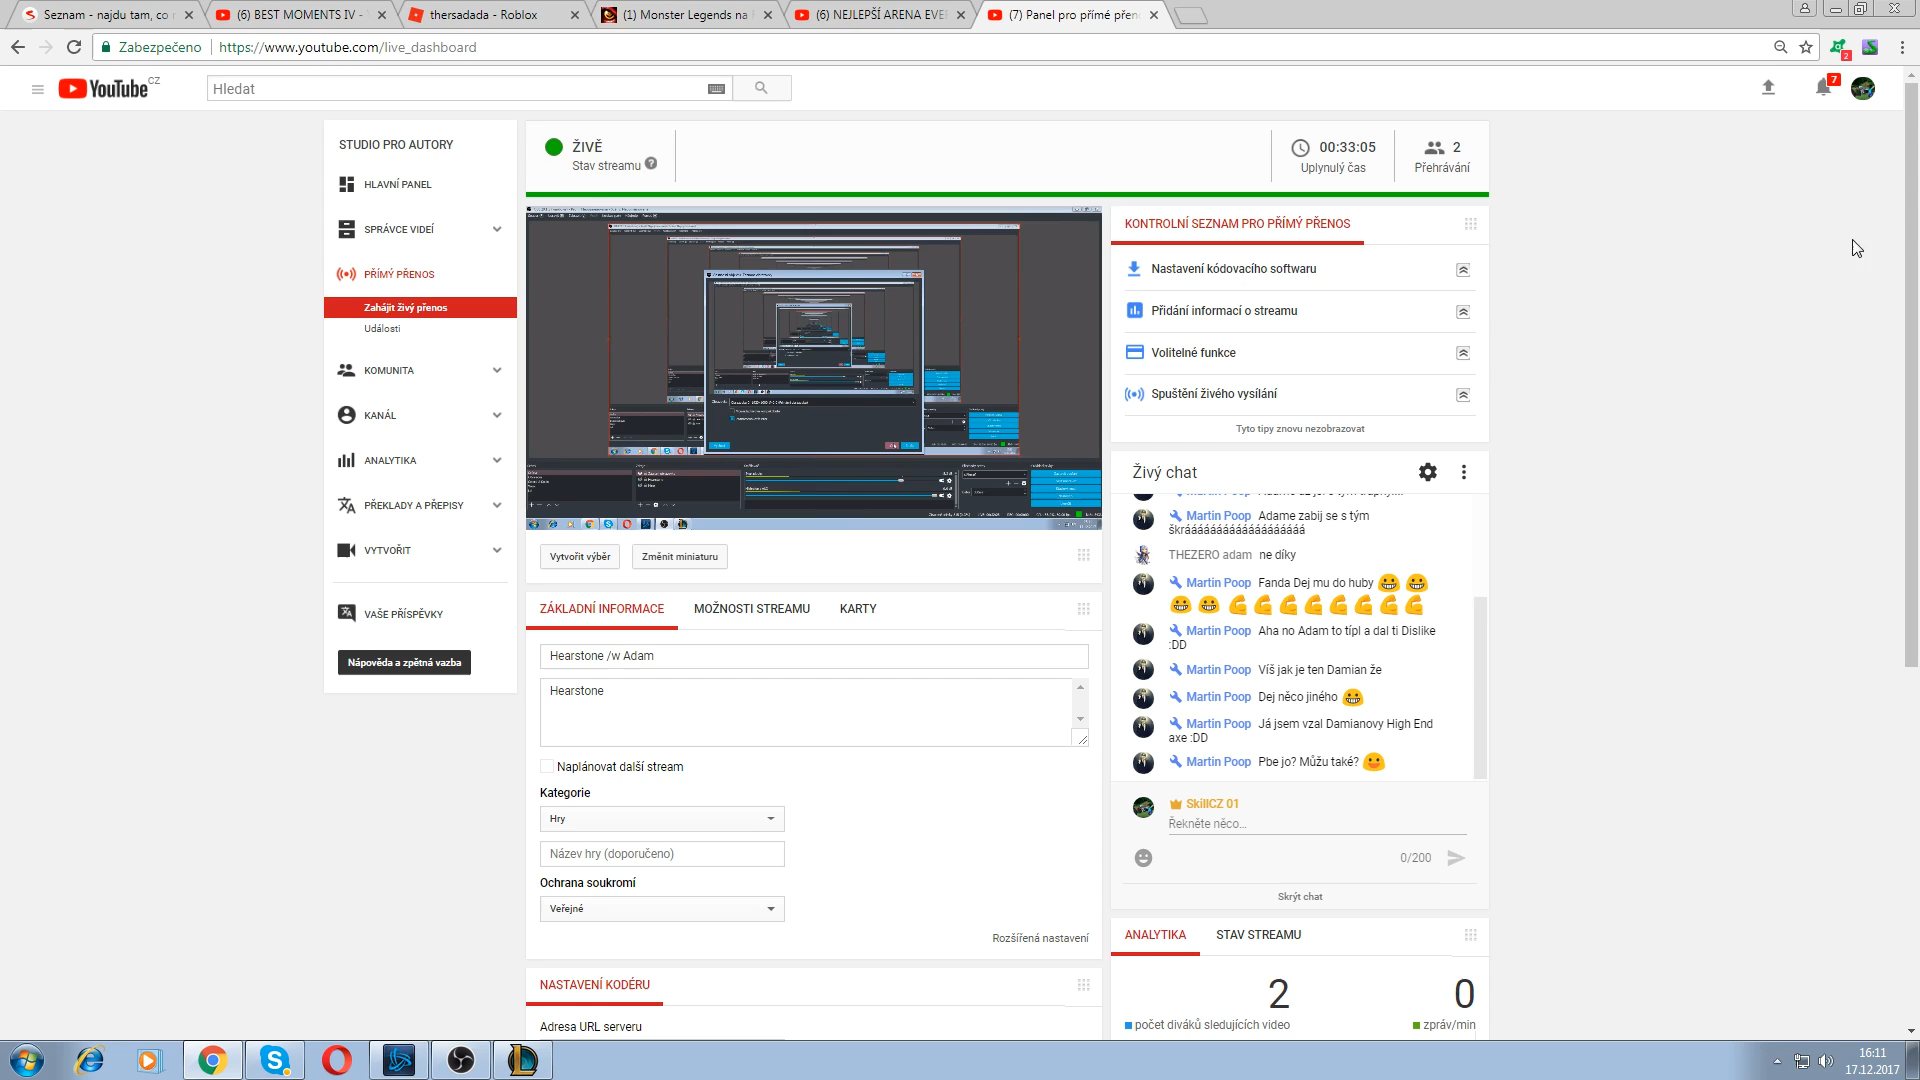 Seznam - najdu tam, co
(6) BEST MOMENTS IV -
thersadada - Roblox
(1) Monster Legends na
(6) NEJLEPŠÍ ARENA EVE
(7) Panel pro přímé přen
Zabezpečeno
https://www.youtube.com/live_dashboard
2
YouTube CZ
Hledat
7
STUDIO PRO AUTORY
HLAVNÍ PANEL
SPRÁVCE VIDEÍ
PŘÍMÝ PŘENOS
Zahájit živý přenos
Události
KOMUNITA
KANÁL
ANALYTIKA
PŘEKLADY A PŘEPISY
VYTVOŘIT
VAŠE PŘÍSPĚVKY
Nápověda a zpětná vazba
ŽIVĚ
Stav streamu
00:33:05
Uplynulý čas
2
Přehrávání
Vytvořit výběr
Změnit miniaturu
ZÁKLADNÍ INFORMACE
MOŽNOSTI STREAMU
KARTY
Hearstone /w Adam
Hearstone
Naplánovat další stream
Kategorie
Hry
Název hry (doporučeno)
Ochrana soukromí
Veřejné
Rozšířená nastavení
NASTAVENÍ KODÉRU
Adresa URL serveru
KONTROLNÍ SEZNAM PRO PŘÍMÝ PŘENOS
Nastavení kódovacího softwaru
Přidání informací o streamu
Volitelné funkce
Spuštění živého vysílání
Tyto tipy znovu nezobrazovat
Živý chat
Martin Poop Adame zabij se s tým
škrááááááááááááááááááá
THEZERO adam ne díky
Martin Poop Fanda Dej mu do huby
Martin Poop Aha no Adam to típl a dal ti Dislike
:DD
Martin Poop Víš jak je ten Damian že
Martin Poop Dej něco jiného
Martin Poop Já jsem vzal Damianovy High End
axe :DD
Martin Poop Pbe jo? Můžu také?
SkillCZ 01
Řekněte něco...
0/200
Skrýt chat
ANALYTIKA
STAV STREAMU
2
počet diváků sledujících video
0
zpráv/min
16:11
17.12.2017